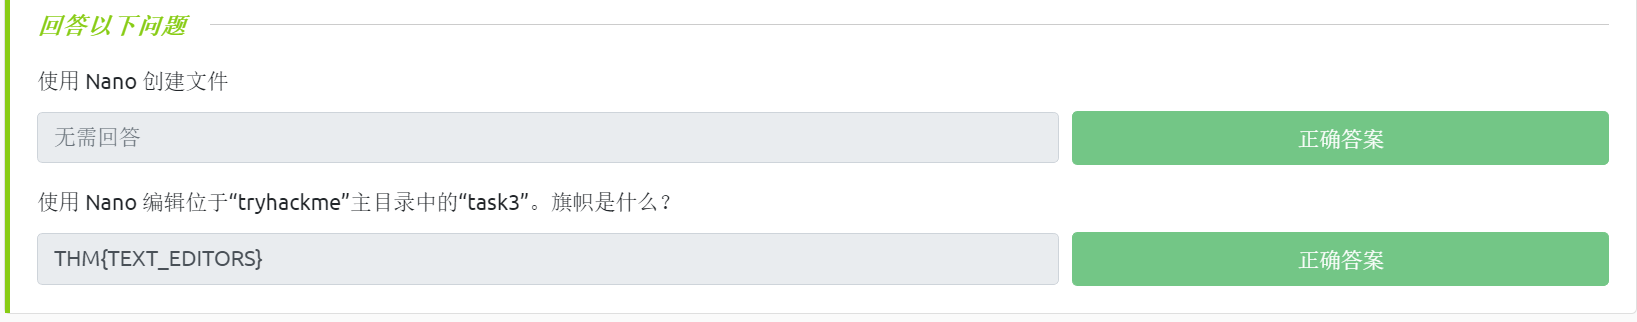 回答以下问题
使用 Nano 创建文件
无需回答
正确答案
使用 Nano 编辑位于“tryhackme”主目录中的“task3”。旗帜是什么？
THM{TEXT_EDITORS}
正确答案